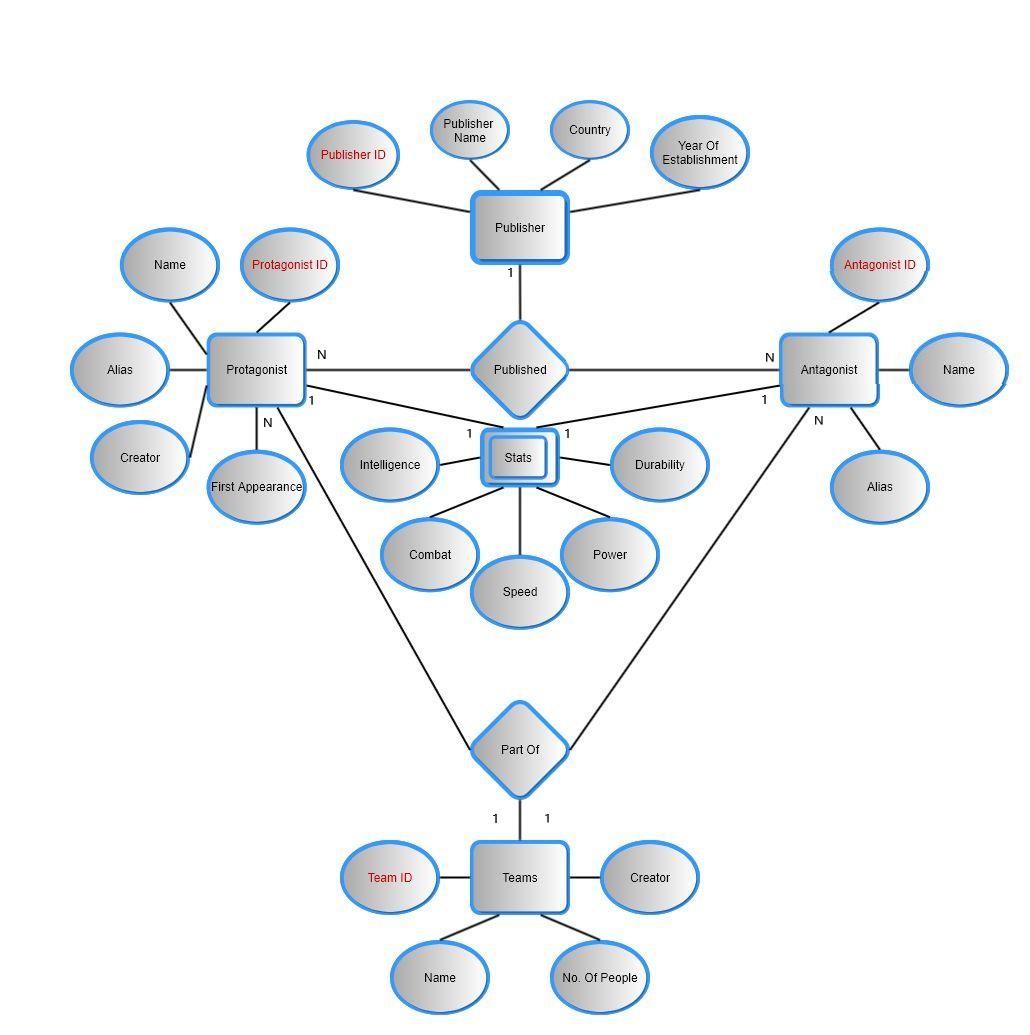 Publisher
Name
Country
Year Of
Establishment
Publisher ID
Publisher
1
Name
Protagonist ID
Antagonist ID
N
N
Alias
Protagonist
Published
Antagonist
Name
1
1
N
1
1
N
Creator
Intelligence
Stats
Durability
First Appearance
Alias
Combat
Power
Speed
Part Of
1
1
Team ID
Teams
Creator
Name
No. Of People